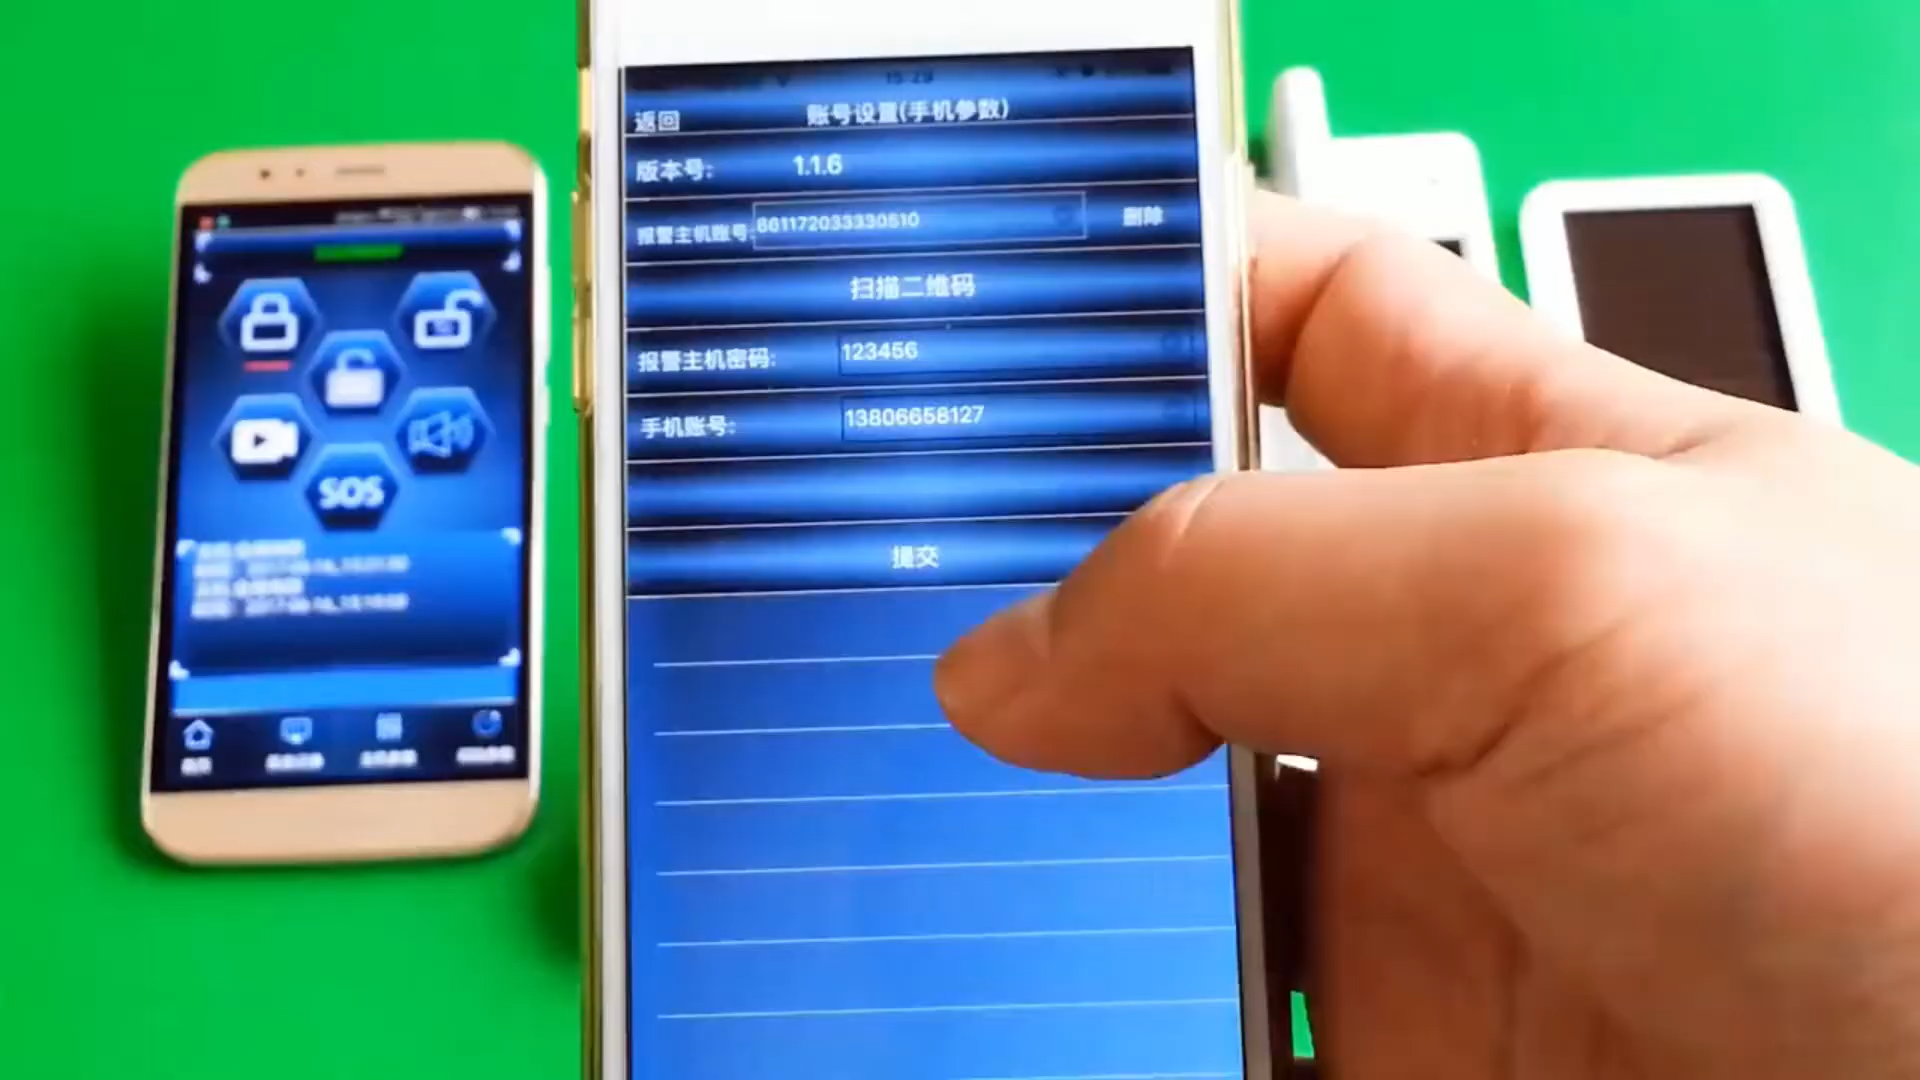 15:29
返回 账号设置(手机参数)
版本号: 1.1.6
报警主机账号: 861172033330510 删除
扫描二维码
报警主机密码: 123456
手机账号: 13806658127
提交
SOS